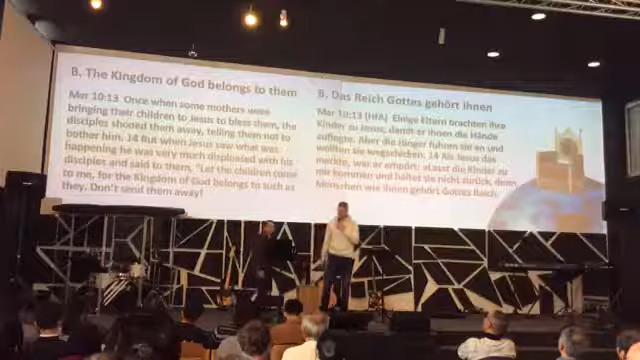 B. The Kingdom of God belongs to them
Mar 10:13 Once when some mothers were
bringing their children to Jesus to bless them, the
disciples shooed them away, telling them not to
bother him. 14 But when Jesus saw what was
happening he was very much displeased with his
disciples and said to them, "Let the children come
to me, for the Kingdom of God belongs to such as
they. Don't send them away!
B. Das Reich Gottes gehört ihnen
Mar 10:13 (HFA) Einige Eltern brachten ihre
Kinder zu Jesus, damit er ihnen die Hände
auflegte. Aber die Jünger fuhren sie an und
wollten sie wegschicken. 14 Als Jesus das
merkte, war er empört: »Lasst die Kinder zu
mir kommen und haltet sie nicht zurück, denn
Menschen wie ihnen gehört Gottes Reich.